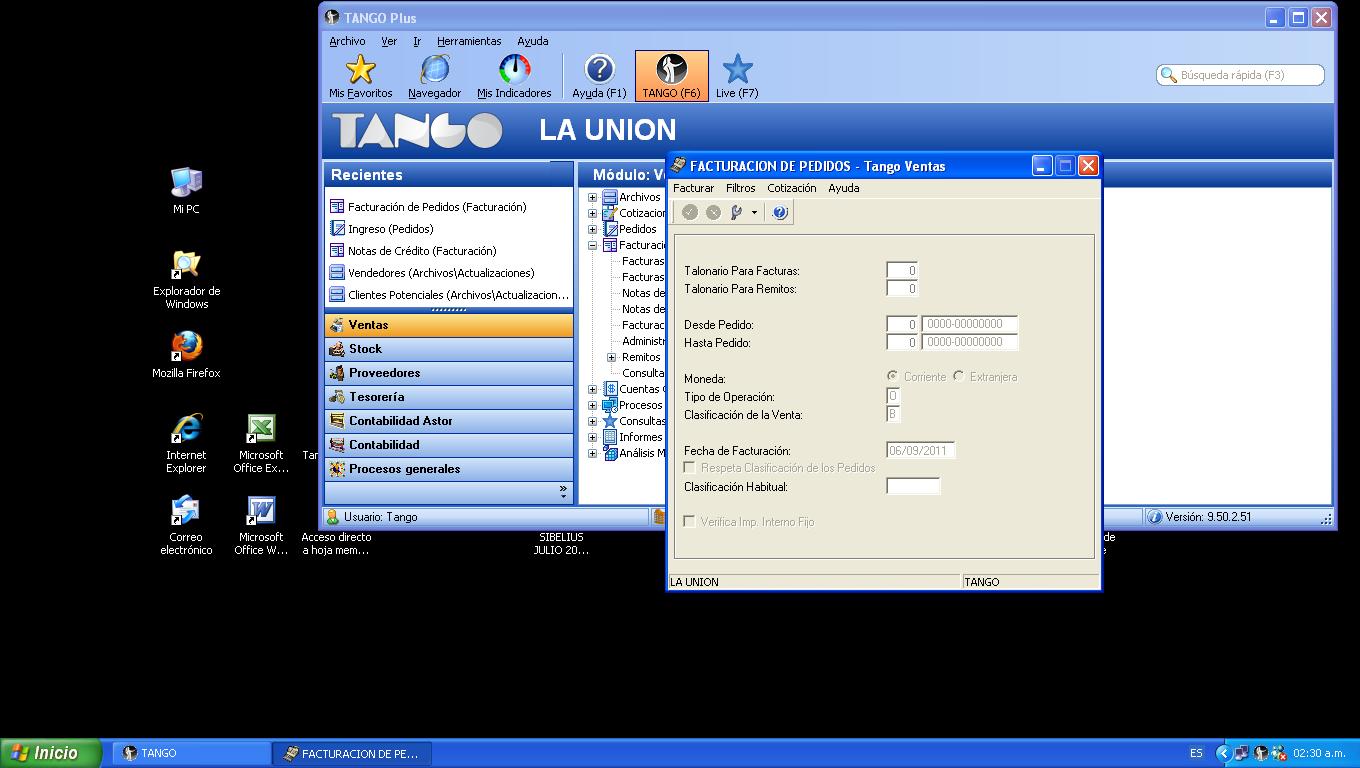 TANGO Plus
Archivo Ver Ir Herramientas Ayuda
Mis Favoritos Navegador Mis Indicadores Ayuda (F1) TANGO (F6) Live (F7)
Búsqueda rápida (F3)
TANGO LA UNION
Recientes
Facturación de Pedidos (Facturación)
Ingreso (Pedidos)
Notas de Crédito (Facturación)
Vendedores (Archivos\Actualizaciones)
Clientes Potenciales (Archivos\Actualizacion...
Ventas
Stock
Proveedores
Tesorería
Contabilidad Astor
Contabilidad
Procesos generales
Usuario: Tango
Módulo: V
Archivos
Cotizacion
Pedidos
Facturaci
Facturas
Facturas
Notas de
Notas de
Facturac
Administr
Remitos
Consulta
Cuentas C
Procesos
Consultas
Informes
Análisis M
Versión: 9.50.2.51
FACTURACION DE PEDIDOS - Tango Ventas
Facturar Filtros Cotización Ayuda
Talonario Para Facturas: 0
Talonario Para Remitos: 0
Desde Pedido: 0 0000-00000000
Hasta Pedido: 0 0000-00000000
Moneda: Corriente Extranjera
Tipo de Operación: O
Clasificación de la Venta: B
Fecha de Facturación: 06/09/2011
Respeta Clasificación de los Pedidos
Clasificación Habitual:
Verifica Imp. Interno Fijo
LA UNION TANGO
Mi PC
Explorador de
Windows
Mozilla Firefox
Internet
Explorer
Microsoft
Office Ex...
Tar
Correo
electrónico
Microsoft
Office W...
Acceso directo
a hoja mem...
SIBELIUS
JULIO 20...
de
Inicio TANGO FACTURACION DE PE... ES 02:30 a.m.